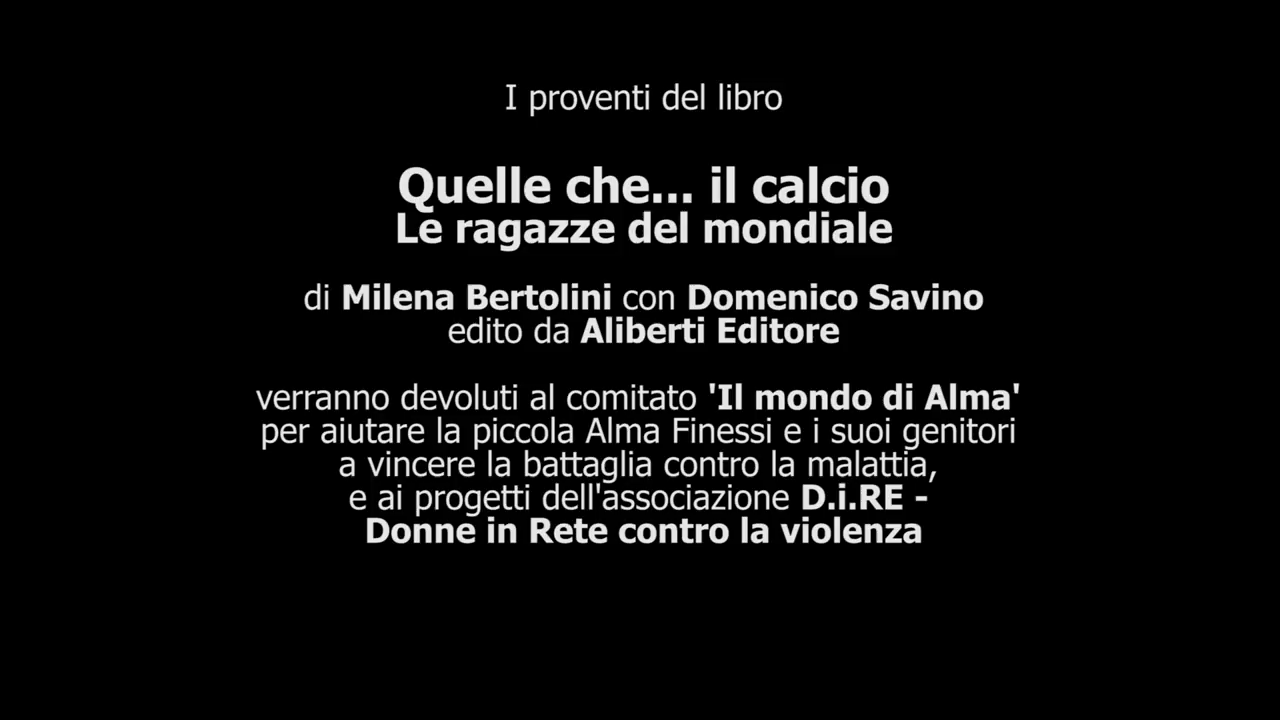 I proventi del libro
Quelle che... il calcio
Le ragazze del mondiale
di Milena Bertolini con Domenico Savino
edito da Aliberti Editore
verranno devoluti al comitato 'Il mondo di Alma'
per aiutare la piccola Alma Finessi e i suoi genitori
a vincere la battaglia contro la malattia,
e ai progetti dell'associazione D.i.RE -
Donne in Rete contro la violenza